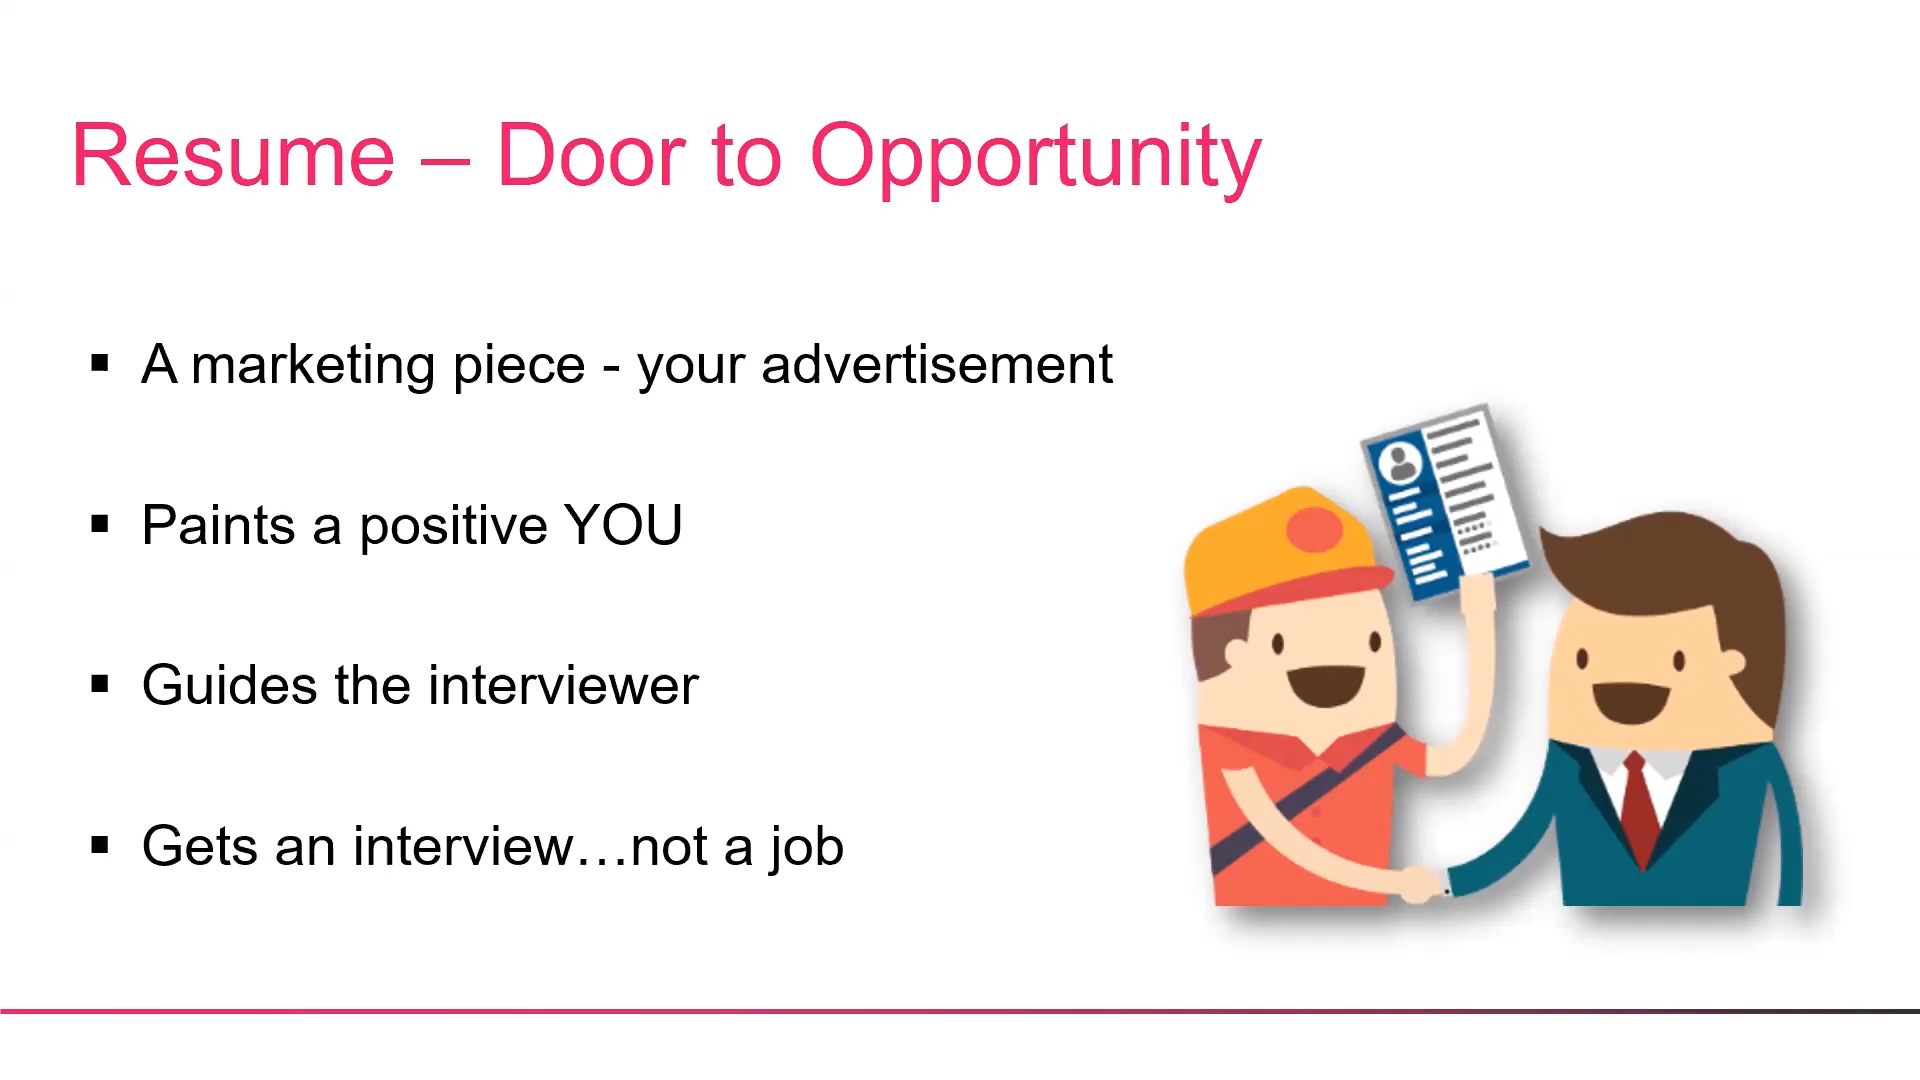 Resume – Door to Opportunity
A marketing piece - your advertisement
Paints a positive YOU
Guides the interviewer
Gets an interview…not a job